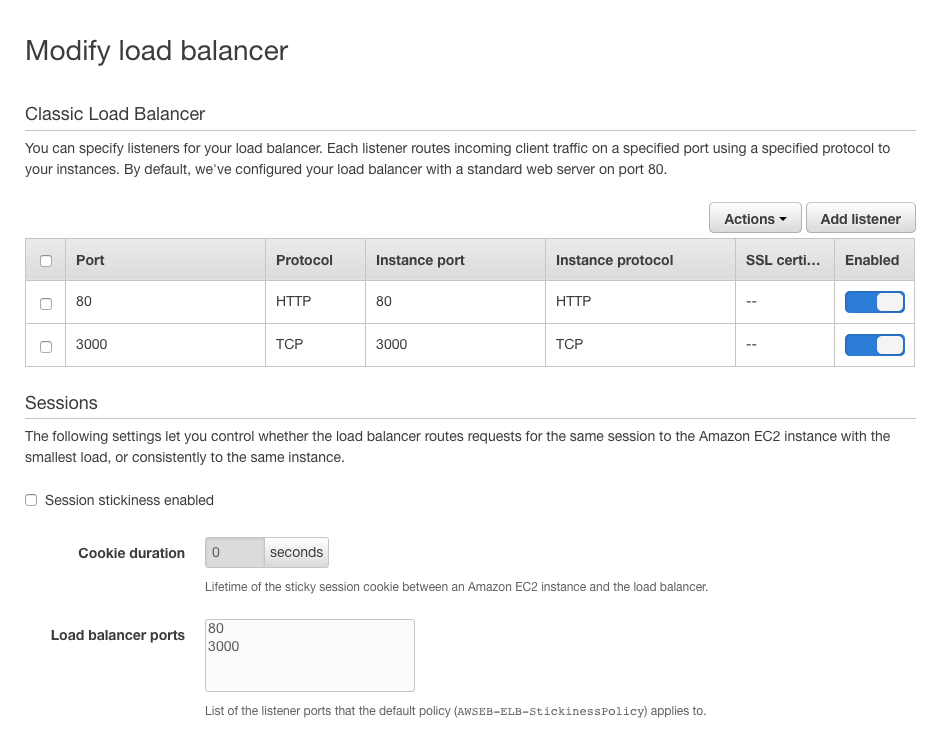 Modify load balancer
Classic Load Balancer
You can specify listeners for your load balancer. Each listener routes incoming client traffic on a specified port using a specified protocol to
your instances. By default, we've configured your load balancer with a standard web server on port 80.
Actions Add listener
Port Protocol Instance port Instance protocol SSL certi... Enabled
80 HTTP 80 HTTP --
3000 TCP 3000 TCP --
Sessions
The following settings let you control whether the load balancer routes requests for the same session to the Amazon EC2 instance with the
smallest load, or consistently to the same instance.
Session stickiness enabled
Cookie duration 0 seconds
Lifetime of the sticky session cookie between an Amazon EC2 instance and the load balancer.
Load balancer ports 80
3000
List of the listener ports that the default policy (AWSEB-ELB-StickinessPolicy) applies to.